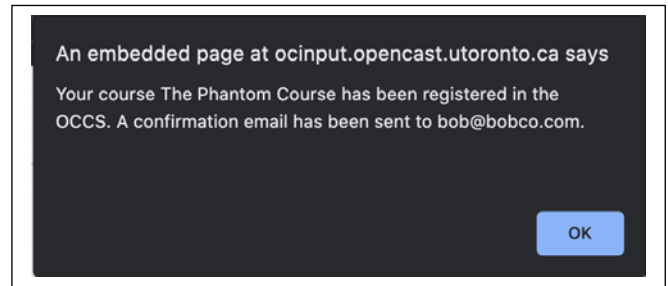 An embedded page at ocinput.opencast.utoronto.ca says
Your course The Phantom Course has been registered in the
OCCS. A confirmation email has been sent to bob@bobco.com.
OK